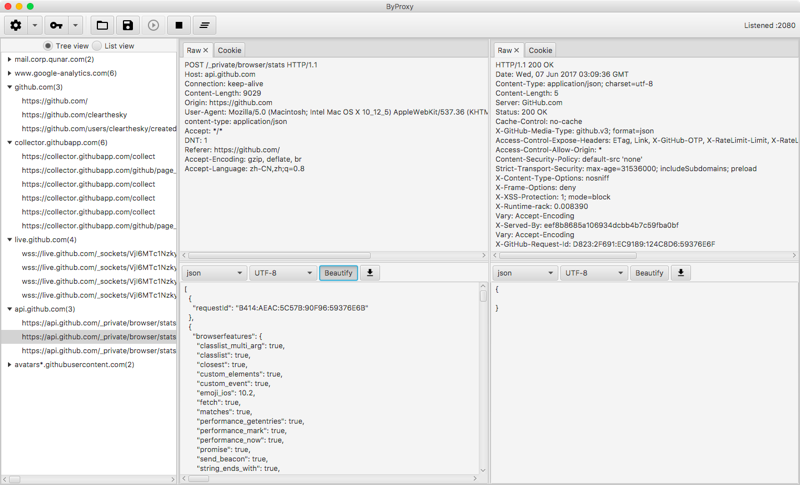 ByProxy
Listened :2080
Tree view
List view
mail.corp.qunar.com(2)
www.google-analytics.com(6)
github.com(3)
https://github.com/
https://github.com/clearthesky
https://github.com/users/clearthesky/created
collector.githubapp.com(6)
https://collector.githubapp.com/collect
https://collector.githubapp.com/github/page_
https://collector.githubapp.com/collect
https://collector.githubapp.com/collect
https://collector.githubapp.com/collect
https://collector.githubapp.com/github/page_
live.github.com(4)
wss://live.github.com/_sockets/Vji6MTc1Nzky
wss://live.github.com/_sockets/Vji6MTc1Nzky
wss://live.github.com/_sockets/Vji6MTc1Nzky
wss://live.github.com/_sockets/Vji6MTc1Nzky
api.github.com(3)
https://api.github.com/_private/browser/stats
https://api.github.com/_private/browser/stats
https://api.github.com/_private/browser/stats
avatars*.githubusercontent.com(2)
Raw
Cookie
POST /_private/browser/stats HTTP/1.1
Host: api.github.com
Connection: keep-alive
Content-Length: 9029
Origin: https://github.com
User-Agent: Mozilla/5.0 (Macintosh; Intel Mac OS X 10_12_5) AppleWebKit/537.36 (KHTM
content-type: application/json
Accept: */*
DNT: 1
Referer: https://github.com/
Accept-Encoding: gzip, deflate, br
Accept-Language: zh-CN,zh;q=0.8
json
UTF-8
Beautify
[
{
"requestId": "B414:AEAC:5C57B:90F96:59376E6B"
},
{
"browserfeatures": {
"classlist_multi_arg": true,
"classlist": true,
"closest": true,
"custom_elements": true,
"custom_event": true,
"emoji_ios": 10.2,
"fetch": true,
"matches": true,
"performance_getentries": true,
"performance_mark": true,
"performance_now": true,
"promise": true,
"send_beacon": true,
"string_ends_with": true,
Raw
Cookie
HTTP/1.1 200 OK
Date: Wed, 07 Jun 2017 03:09:36 GMT
Content-Type: application/json; charset=utf-8
Content-Length: 5
Server: GitHub.com
Status: 200 OK
Cache-Control: no-cache
X-GitHub-Media-Type: github.v3; format=json
Access-Control-Expose-Headers: ETag, Link, X-GitHub-OTP, X-RateLimit-Limit, X-RateL
Access-Control-Allow-Origin: *
Content-Security-Policy: default-src 'none'
Strict-Transport-Security: max-age=31536000; includeSubdomains; preload
X-Content-Type-Options: nosniff
X-Frame-Options: deny
X-XSS-Protection: 1; mode=block
X-Runtime-rack: 0.008390
Vary: Accept-Encoding
X-Served-By: eef8b8685a106934dcbb4b7c59fba0bf
Vary: Accept-Encoding
X-GitHub-Request-Id: D823:2F691:EC9189:124C8D6:59376E6F
json
UTF-8
Beautify
{
}